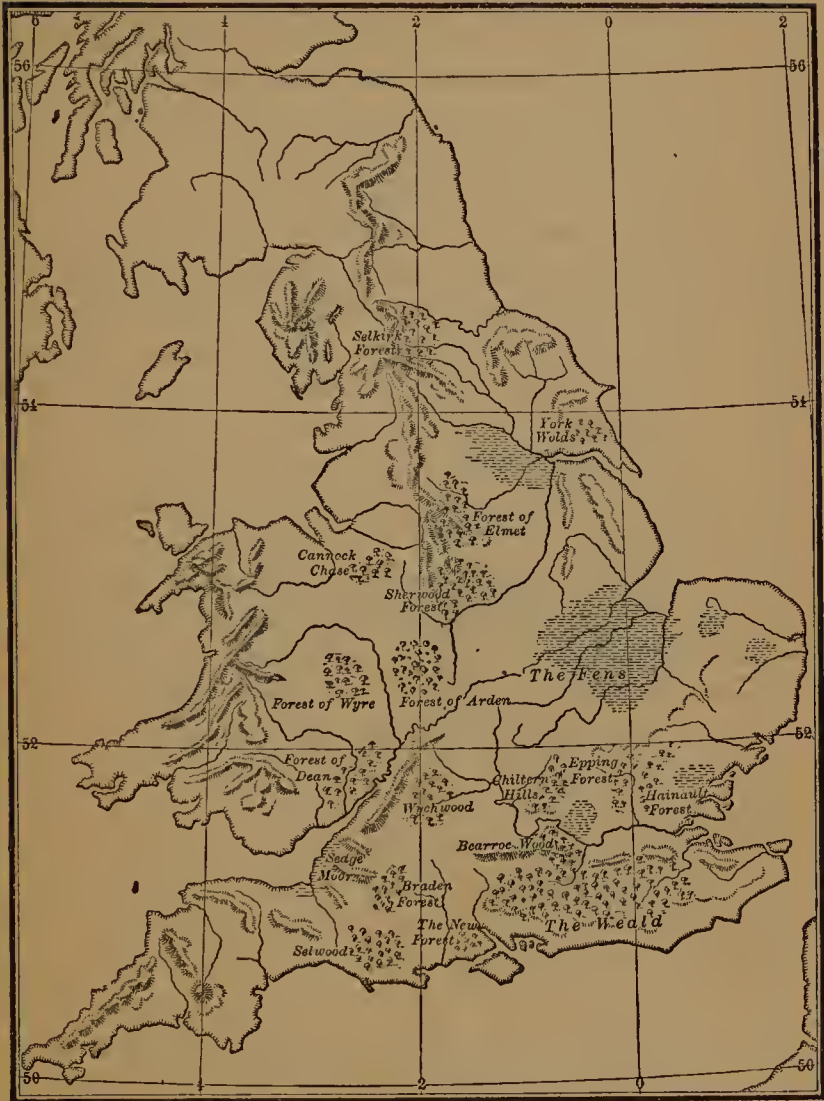 6 4 2 0 2
56 56
Selkirk
Forest
54 54
York
Wolds
Forest of
Elmet
Cannock
Chase
Sherwood
Forest
The Fens
Forest of Wyre
Forest of Arden
52 52
Forest of
Dean
Chiltern
Hills
Epping
Forest
Hainault
Forest
Wychwood
Bearroc Wood
Sedge
Moor
Braden
Forest
The New
Forest
The Weald
Selwood
50 50
4 2 0